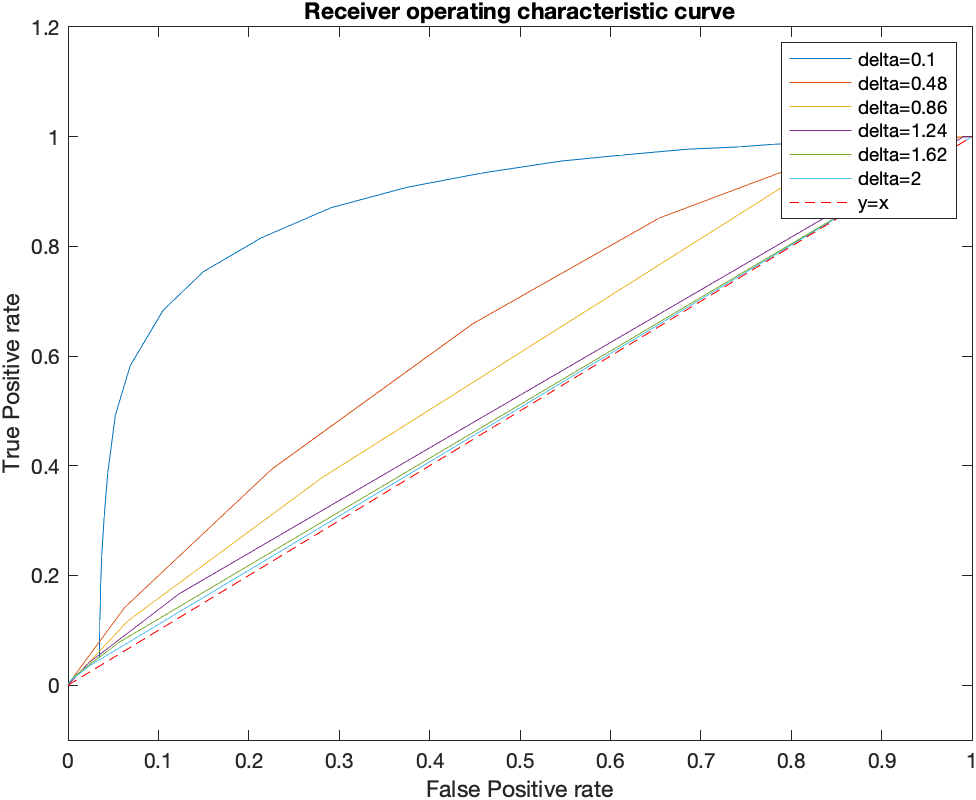 Receiver operating characteristic curve
1.2
1
0.8
0.6
0.4
0.2
0
True Positive rate
delta=0.1
delta=0.48
delta=0.86
delta=1.24
delta=1.62
delta=2
y=x
0 0.1 0.2 0.3 0.4 0.5 0.6 0.7 0.8 0.9 1
False Positive rate